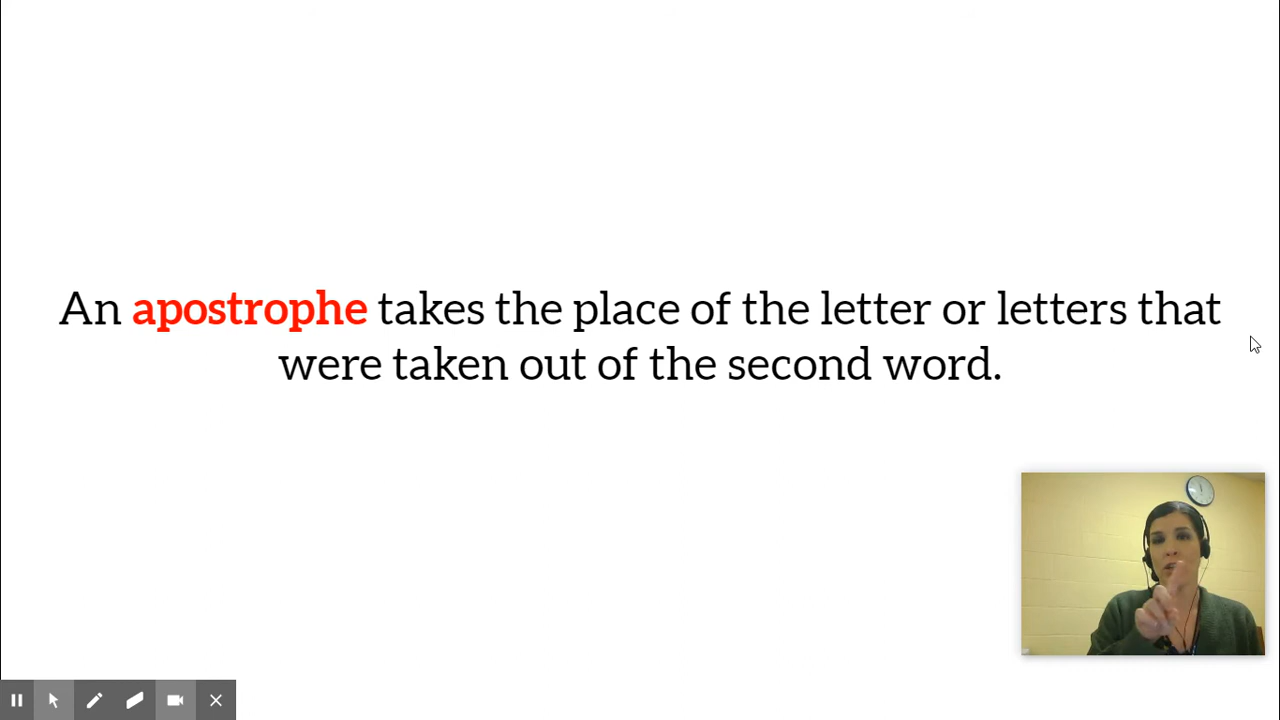 An apostrophe takes the place of the letter or letters that
were taken out of the second word.